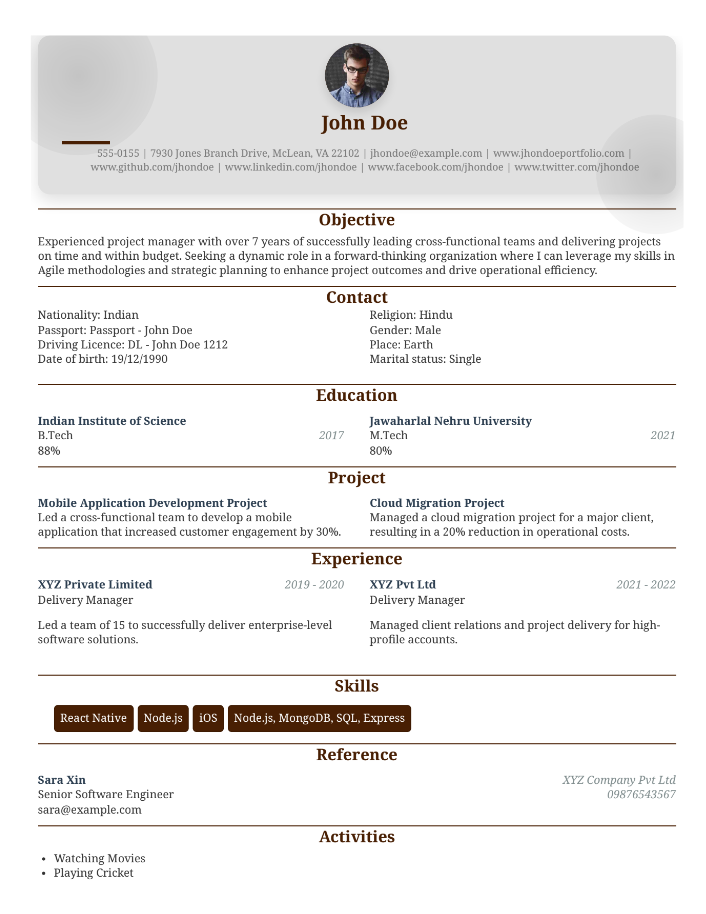 John Doe
555-0155 | 7930 Jones Branch Drive, McLean, VA 22102 | jhondoe@example.com | www.jhondoeportfolio.com |
www.github.com/jhondoe | www.linkedin.com/jhondoe | www.facebook.com/jhondoe | www.twitter.com/jhondoe
Objective
Experienced project manager with over 7 years of successfully leading cross-functional teams and delivering projects
on time and within budget. Seeking a dynamic role in a forward-thinking organization where I can leverage my skills in
Agile methodologies and strategic planning to enhance project outcomes and drive operational efficiency.
Contact
Nationality: Indian
Passport: Passport - John Doe
Driving Licence: DL - John Doe 1212
Date of birth: 19/12/1990
Religion: Hindu
Gender: Male
Place: Earth
Marital status: Single
Education
Indian Institute of Science
B.Tech 2017
88%
Jawaharlal Nehru University
M.Tech 2021
80%
Project
Mobile Application Development Project
Led a cross-functional team to develop a mobile
application that increased customer engagement by 30%.
Cloud Migration Project
Managed a cloud migration project for a major client,
resulting in a 20% reduction in operational costs.
Experience
XYZ Private Limited 2019 - 2020
Delivery Manager
Led a team of 15 to successfully deliver enterprise-level
software solutions.
XYZ Pvt Ltd 2021 - 2022
Delivery Manager
Managed client relations and project delivery for high-
profile accounts.
Skills
React Native Node.js iOS Node.js, MongoDB, SQL, Express
Reference
Sara Xin XYZ Company Pvt Ltd
Senior Software Engineer 09876543567
sara@example.com
Activities
• Watching Movies
• Playing Cricket